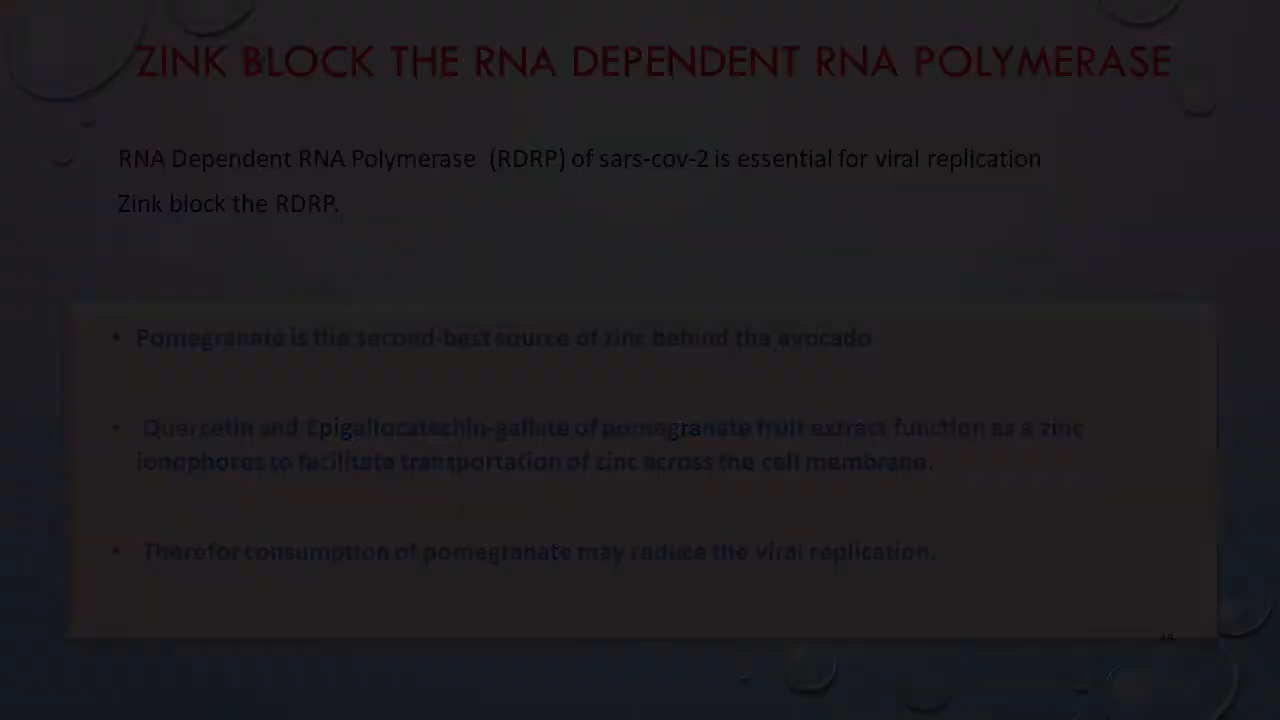 ZINK BLOCK THE RNA DEPENDENT RNA POLYMERASE
RNA Dependent RNA Polymerase (RDRP) of sars-cov-2 is essential for viral replication
Zink block the RDRP.
• Pomegranate is the second-best source of zinc behind the avocado
• Quercetin and Epigallocatechin-gallate of pomegranate fruit extract function as a zinc
ionophores to facilitate transportation of zinc across the cell membrane.
• Therefor consumption of pomegranate may reduce the viral replication.